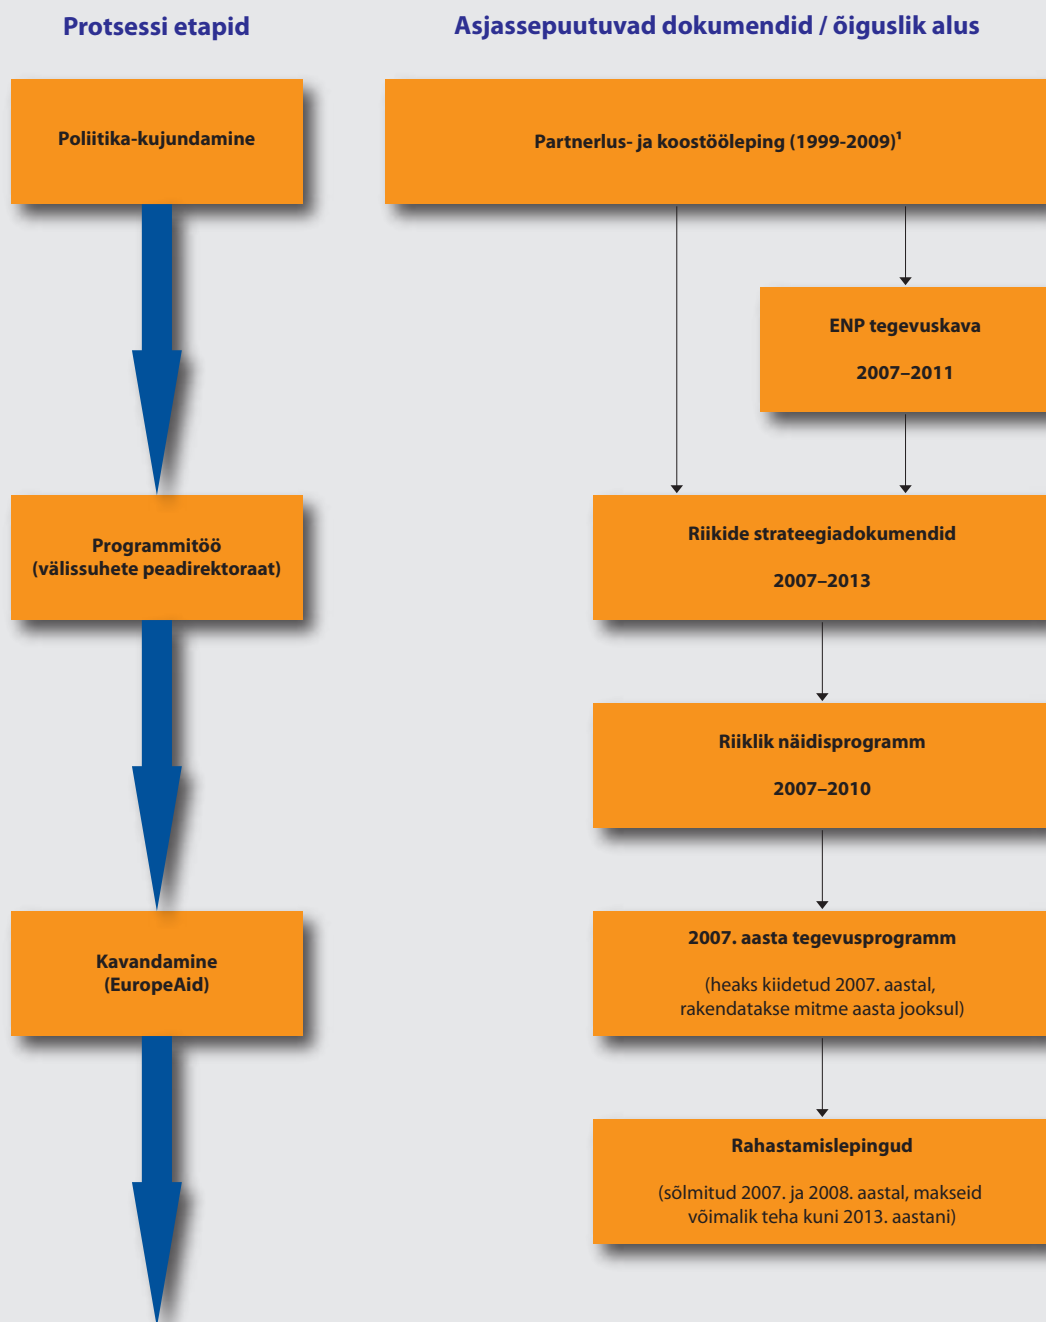 Protsessi etapid
Asjassepuutuvad dokumendid / õiguslik alus
Poliitika-kujundamine
Partnerlus- ja koostööleping (1999-2009)¹
ENP tegevuskava
2007–2011
Programmitöö
(välissuhete peadirektoraat)
Riikide strateegiadokumendid
2007–2013
Riiklik näidisprogramm
2007–2010
Kavandamine
(EuropeAid)
2007. aasta tegevusprogramm
(heaks kiidetud 2007. aastal,
rakendatakse mitme aasta jooksul)
Rahastamislepingud
(sõlmitud 2007. ja 2008. aastal, makseid
võimalik teha kuni 2013. aastani)